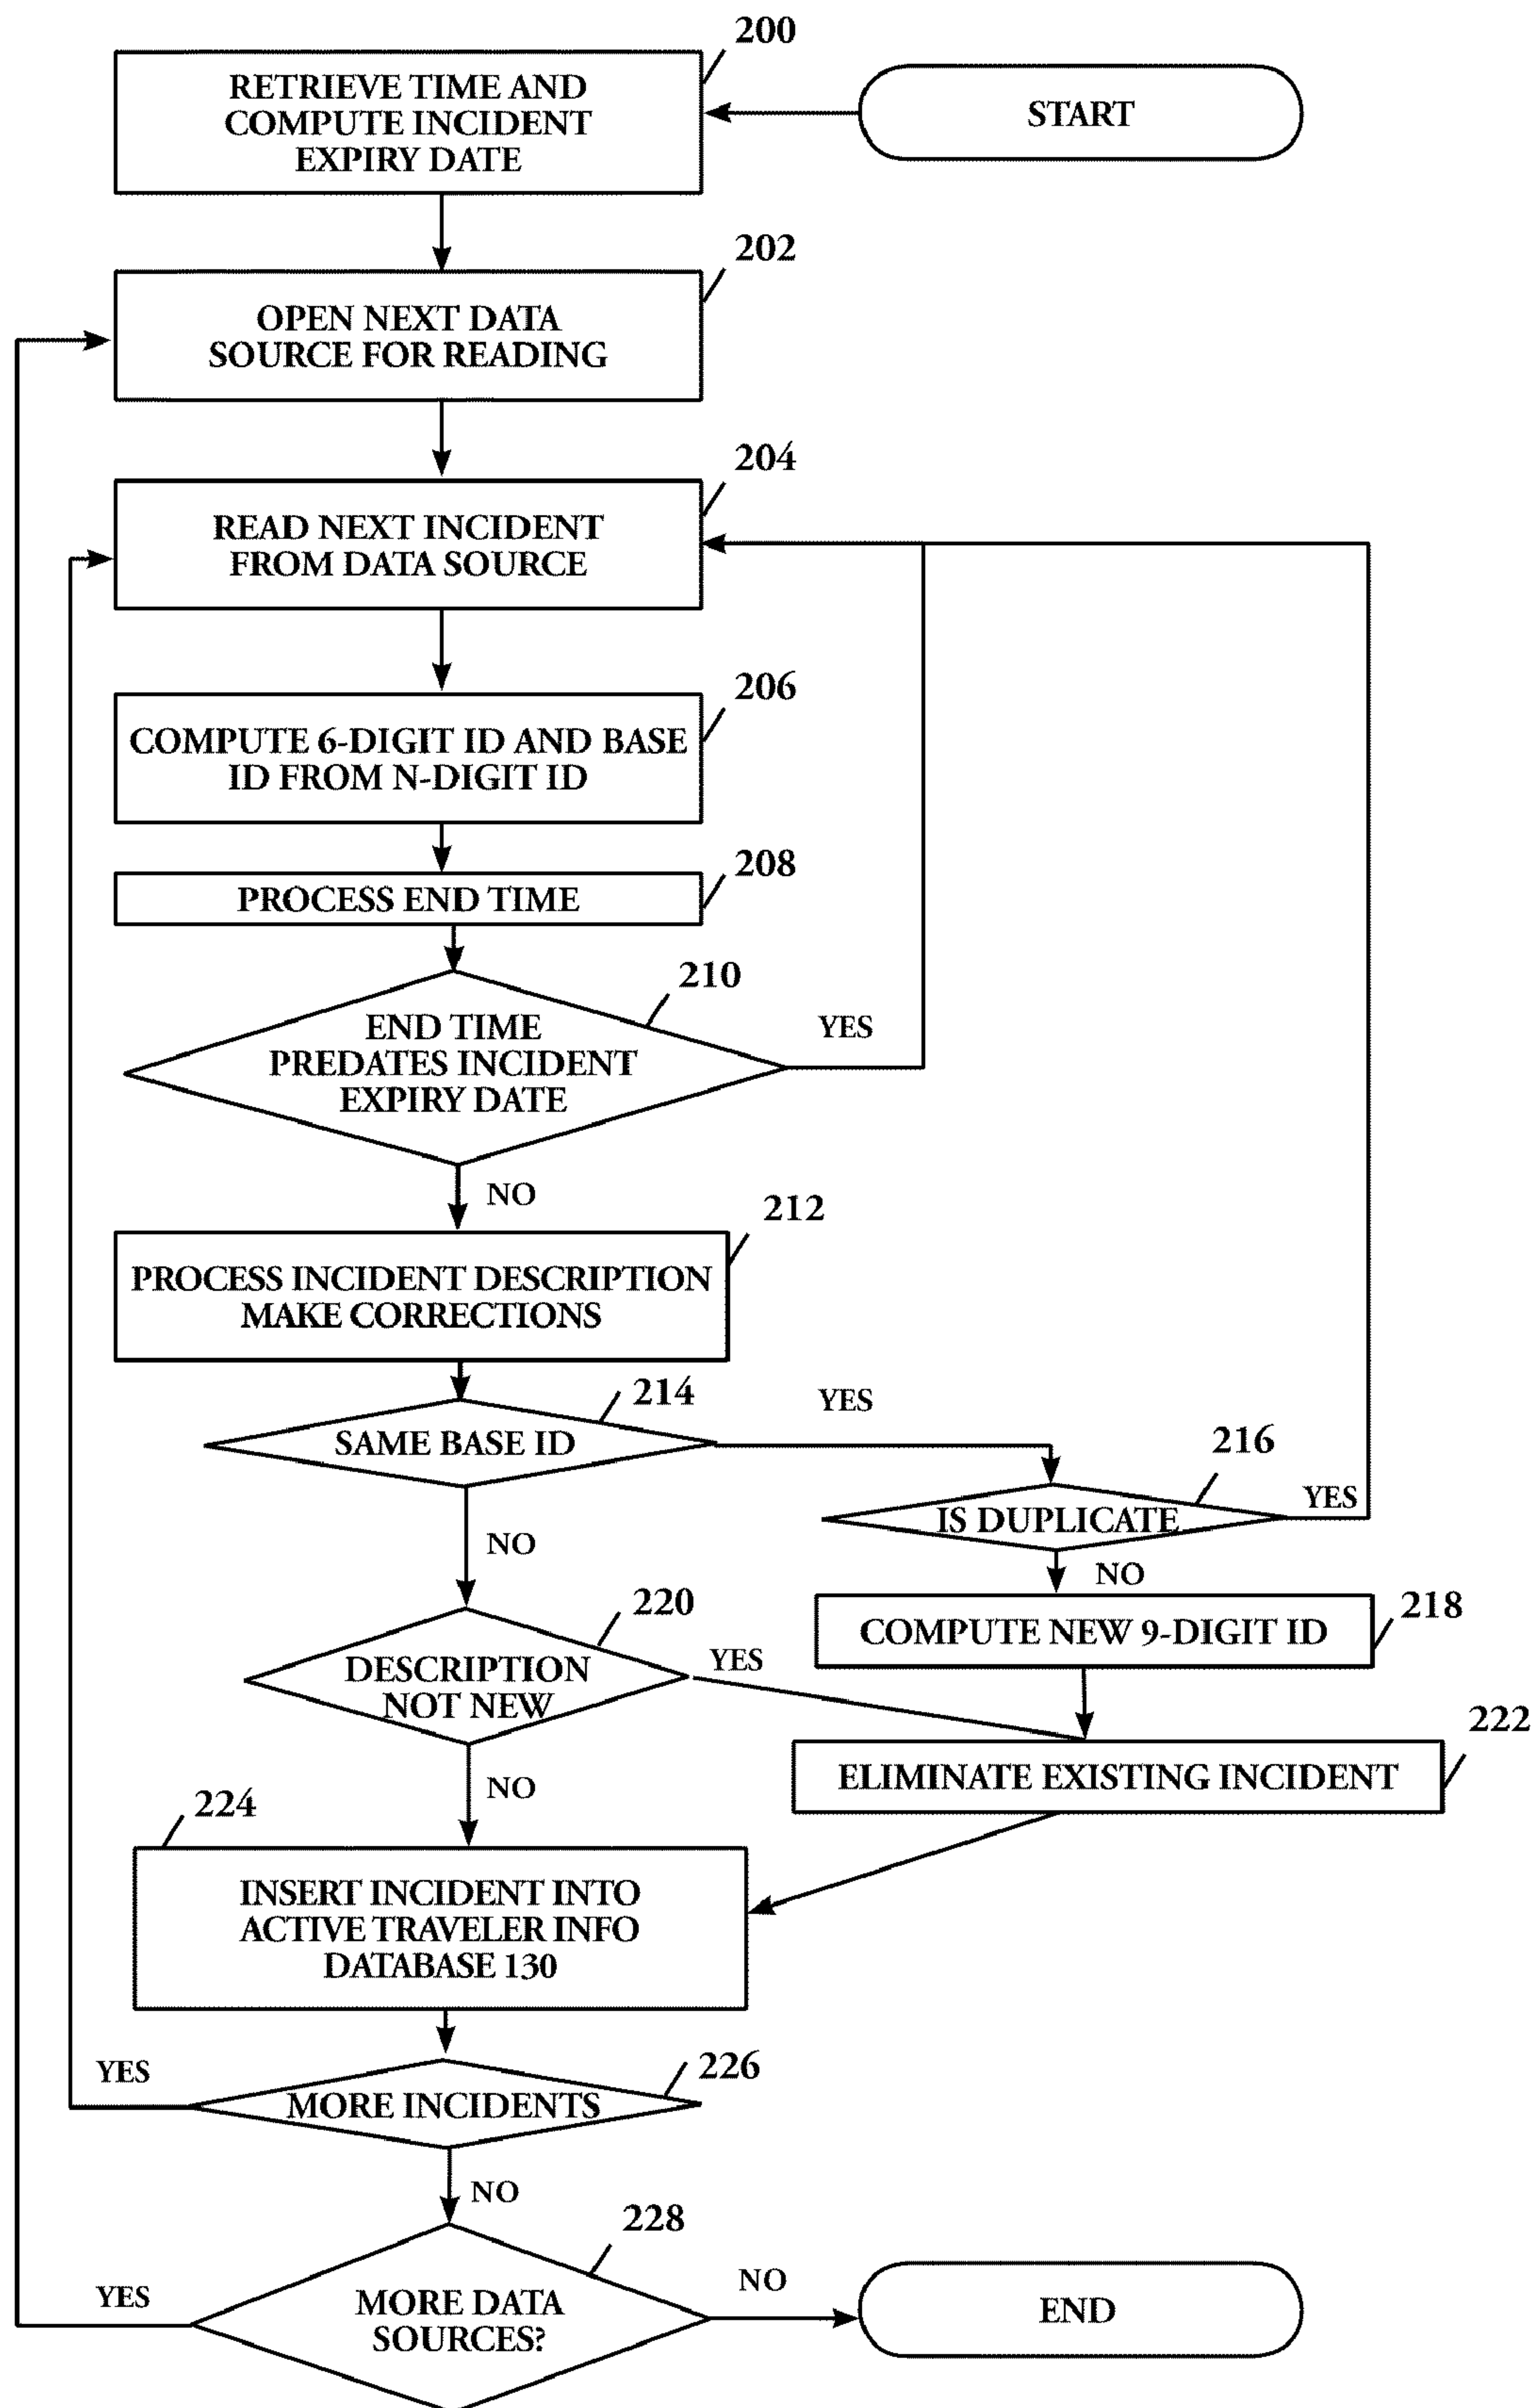 200
RETRIEVE TIME AND
COMPUTE INCIDENT
EXPIRY DATE
START
202
OPEN NEXT DATA
SOURCE FOR READING
204
READ NEXT INCIDENT
FROM DATA SOURCE
206
COMPUTE 6-DIGIT ID AND BASE
ID FROM N-DIGIT ID
208
PROCESS END TIME
210
END TIME
PREDATES INCIDENT
EXPIRY DATE
YES
NO
212
PROCESS INCIDENT DESCRIPTION
MAKE CORRECTIONS
214
SAME BASE ID
YES
216
IS DUPLICATE
YES
NO
NO
218
COMPUTE NEW 9-DIGIT ID
220
DESCRIPTION
NOT NEW
YES
222
ELIMINATE EXISTING INCIDENT
NO
224
INSERT INCIDENT INTO
ACTIVE TRAVELER INFO
DATABASE 130
226
MORE INCIDENTS
YES
NO
228
MORE DATA
SOURCES?
YES
NO
END